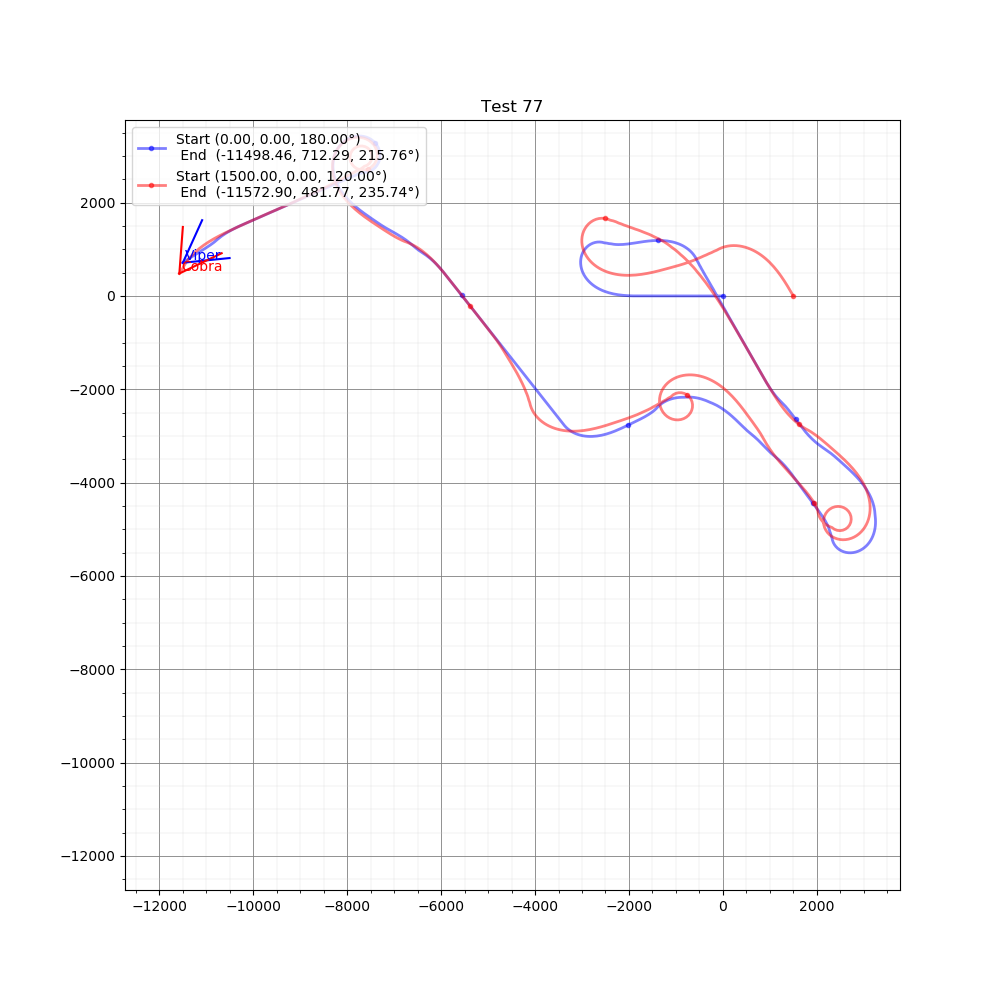 Test 77
Start (0.00, 0.00, 180.00°)
End (-11498.46, 712.29, 215.76°)
Start (1500.00, 0.00, 120.00°)
End (-11572.90, 481.77, 235.74°)
2000
Viper
Cobra
0
−2000
−4000
−6000
−8000
−10000
−12000
−12000 −10000 −8000 −6000 −4000 −2000 0 2000